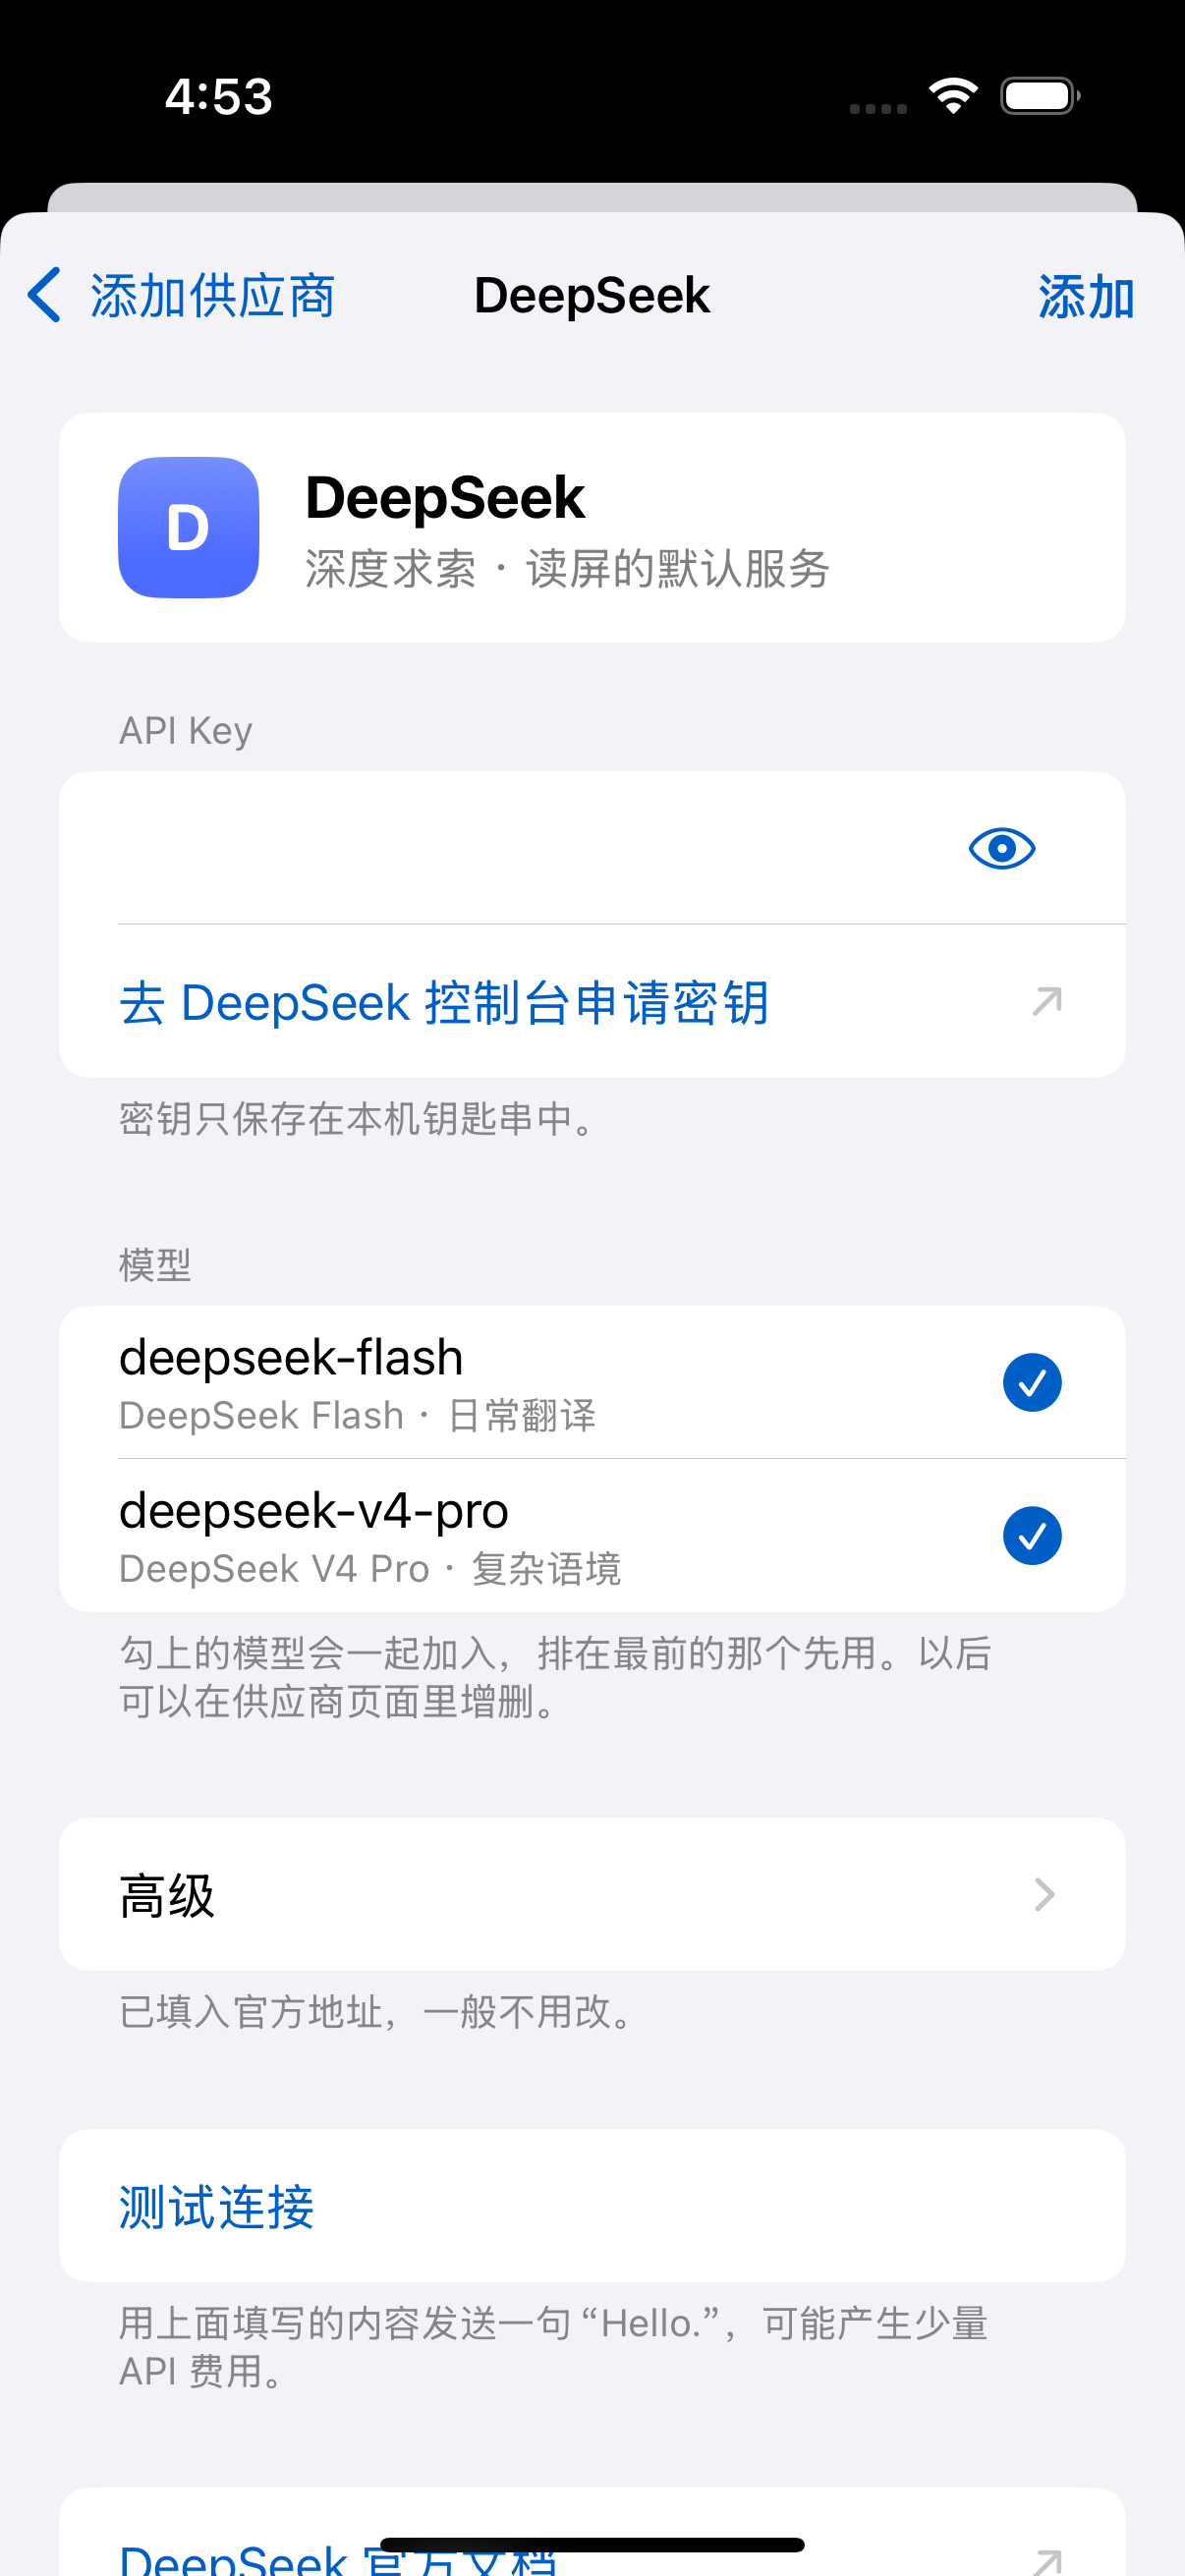 4:53
添加供应商
DeepSeek
添加
D
DeepSeek
深度求索 · 读屏的默认服务
API Key
去 DeepSeek 控制台申请密钥
密钥只保存在本机钥匙串中。
模型
deepseek-flash
DeepSeek Flash · 日常翻译
deepseek-v4-pro
DeepSeek V4 Pro · 复杂语境
勾上的模型会一起加入，排在最前的那个先用。以后
可以在供应商页面里增删。
高级
已填入官方地址，一般不用改。
测试连接
用上面填写的内容发送一句 “Hello.”，可能产生少量
API 费用。
DeepSeek 官方文档